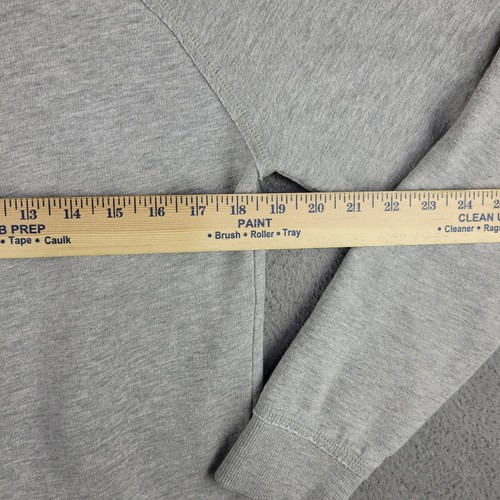 13 14 15 16 17 18 19 20 21 22 23 24
B PREP PAINT CLEAN U
• Tape • Caulk • Brush • Roller • Tray • Cleaner • Rags